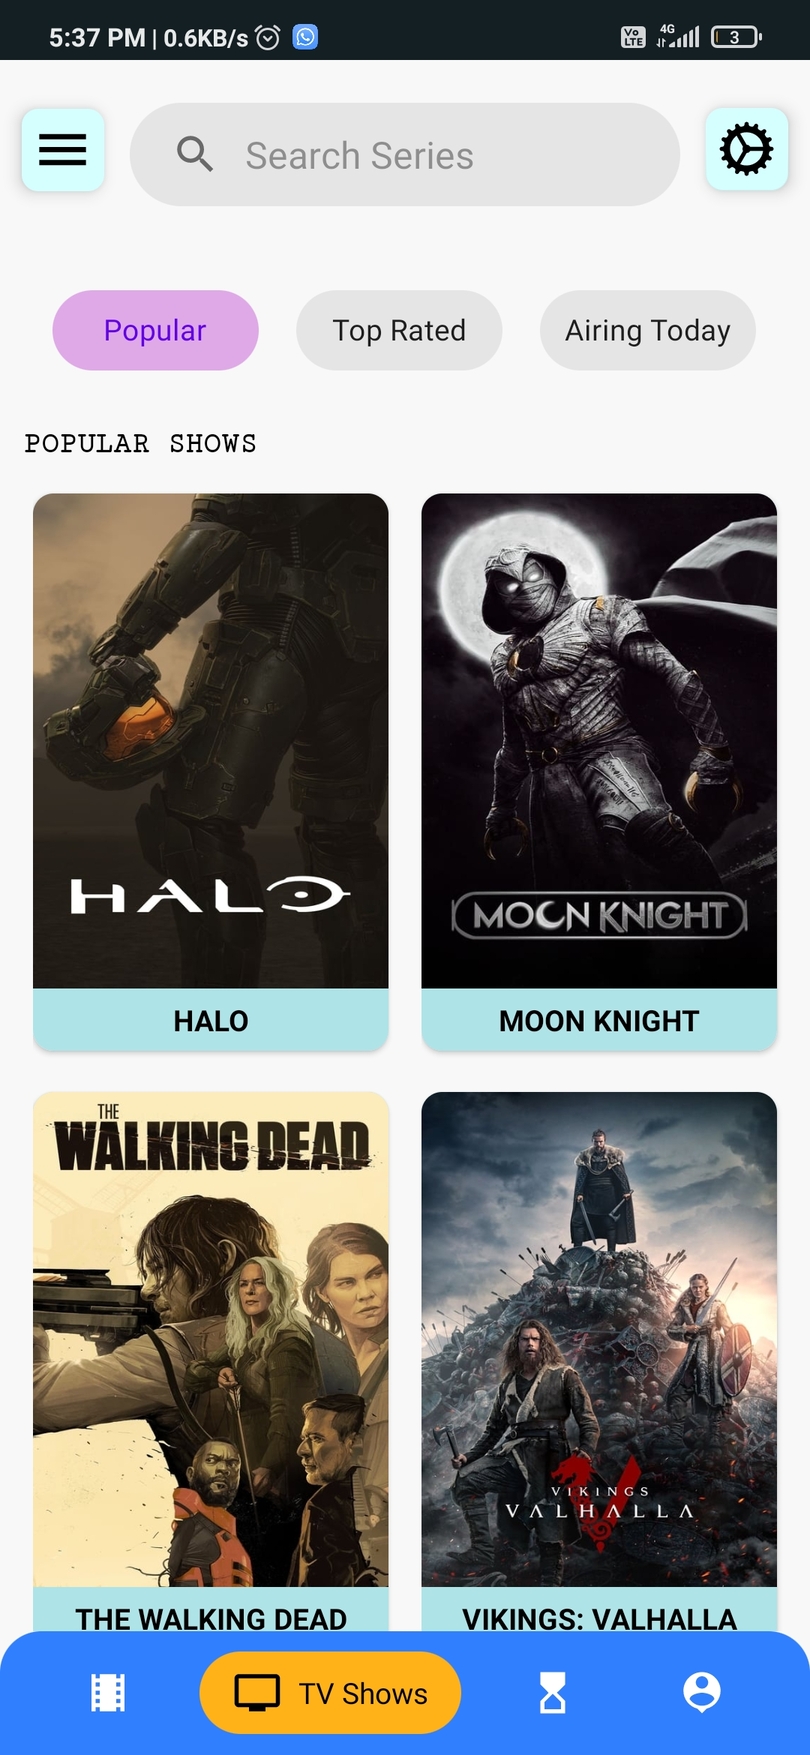 5:37 PM | 0.6KB/s
Vo LTE 4G 3
Search Series
Popular Top Rated Airing Today
POPULAR SHOWS
HALO
MOON KNIGHT
HALO
MOON KNIGHT
THE
WALKING DEAD
VIKINGS
VALHALLA
THE WALKING DEAD
VIKINGS: VALHALLA
TV Shows